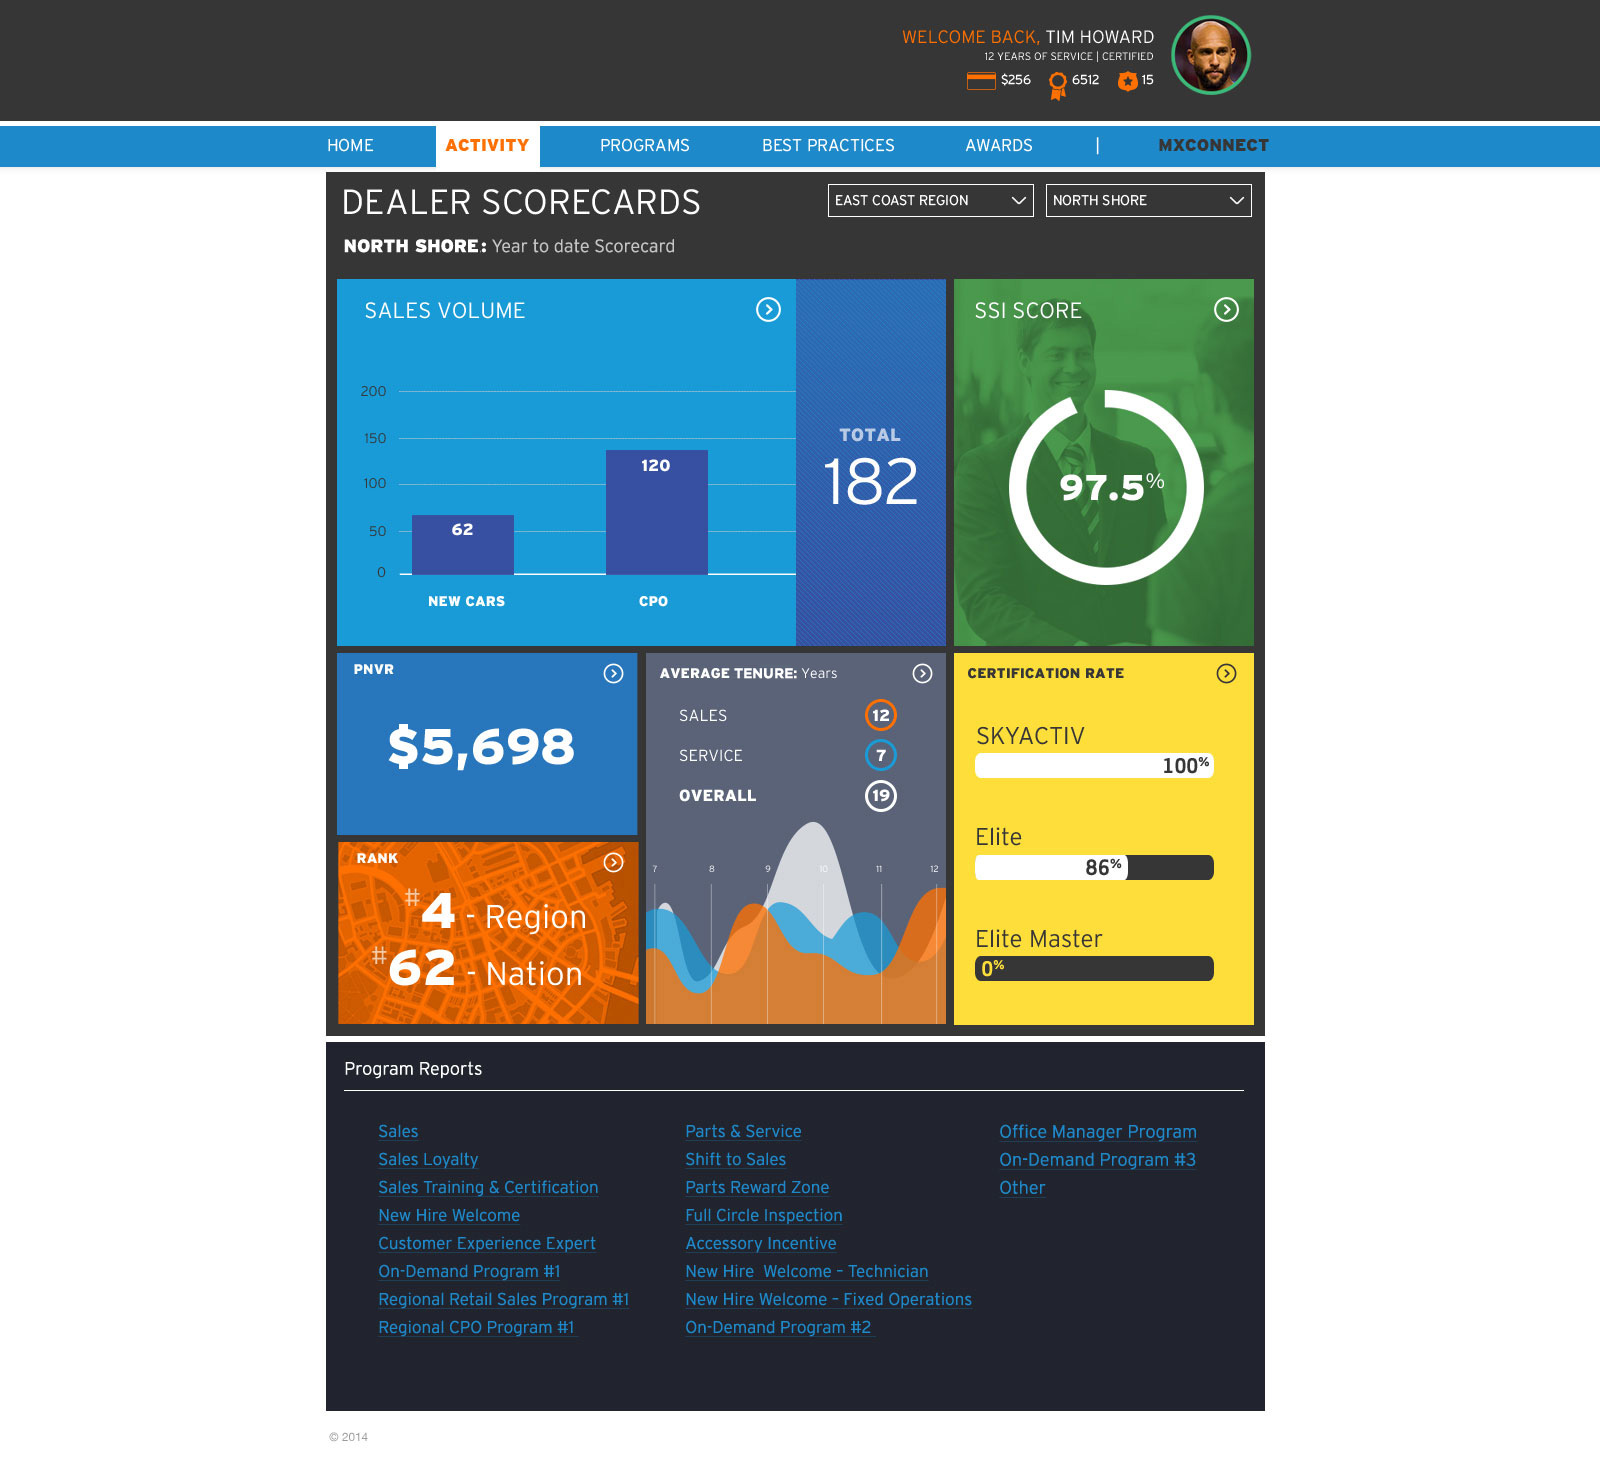 WELCOME BACK, TIM HOWARD
12 YEARS OF SERVICE | CERTIFIED
$256 6512 15
HOME ACTIVITY PROGRAMS BEST PRACTICES AWARDS | MXCONNECT
DEALER SCORECARDS
EAST COAST REGION
NORTH SHORE
NORTH SHORE: Year to date Scorecard
SALES VOLUME
200
150
100
50
0
62
120
NEW CARS
CPO
TOTAL
182
SSI SCORE
97.5%
PNVR
$5,698
RANK
#4 - Region
#62 - Nation
AVERAGE TENURE: Years
SALES 12
SERVICE 7
OVERALL 19
7 8 9 10 11 12
CERTIFICATION RATE
SKYACTIV
100%
Elite
86%
Elite Master
0%
Program Reports
Sales
Sales Loyalty
Sales Training & Certification
New Hire Welcome
Customer Experience Expert
On-Demand Program #1
Regional Retail Sales Program #1
Regional CPO Program #1
Parts & Service
Shift to Sales
Parts Reward Zone
Full Circle Inspection
Accessory Incentive
New Hire  Welcome – Technician
New Hire Welcome – Fixed Operations
On-Demand Program #2
Office Manager Program
On-Demand Program #3
Other
© 2014